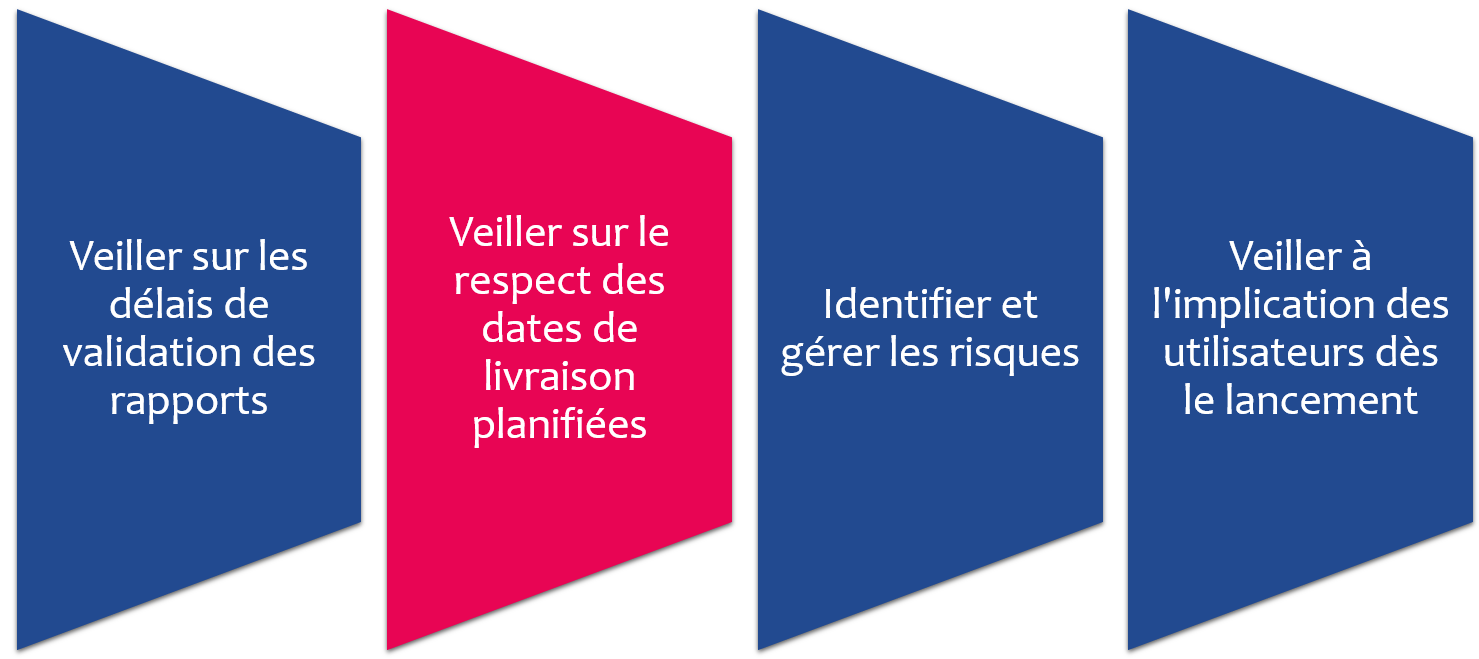 Veiller sur les
délais de
validation des
rapports
Veiller sur le
respect des
dates de
livraison
planifiées
Identifier et
gérer les risques
Veiller à
l'implication des
utilisateurs dès
le lancement